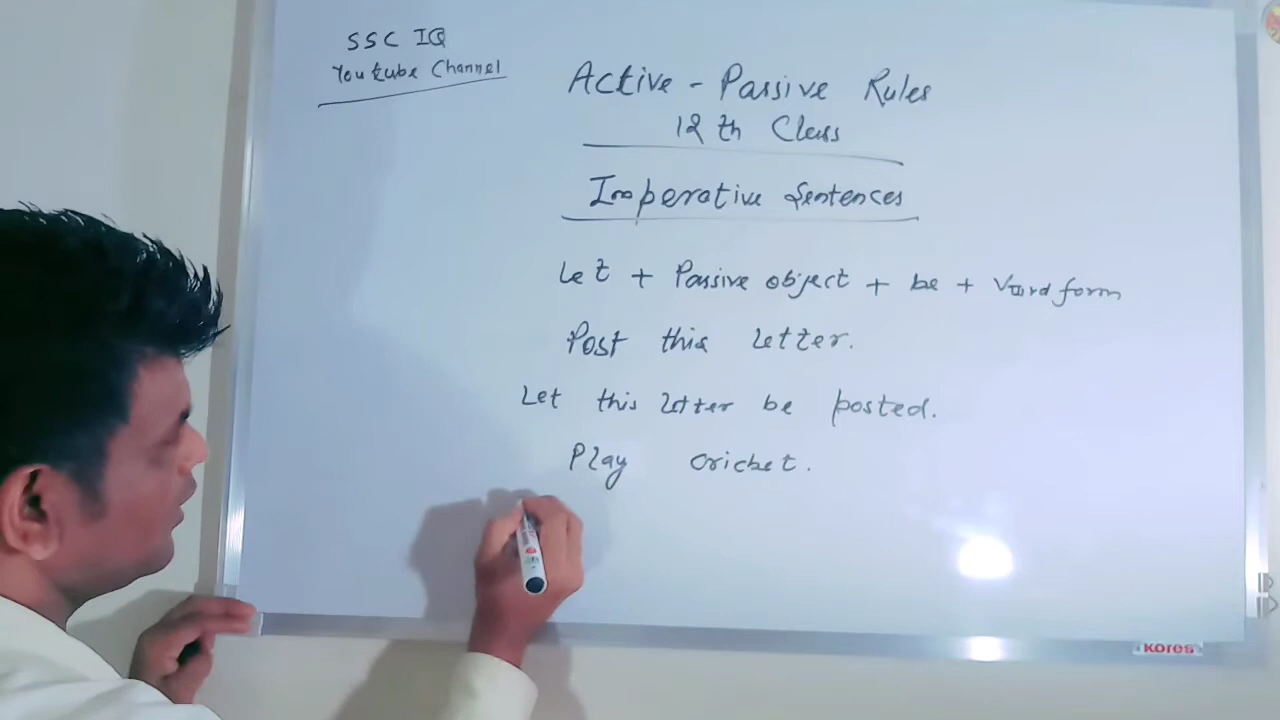 SSC IQ
Youtube Channel
Active - Passive Rules
12 th Class
Imperative Sentences
Let + Passive object + be + VIIIrd form
Post this letter.
Let this letter be posted.
Play cricket.
kores